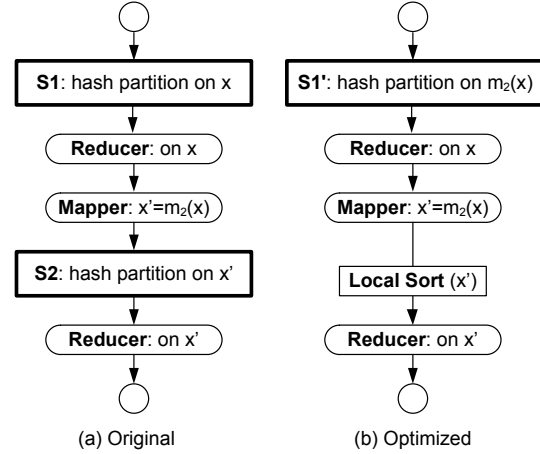 S1: hash partition on x
Reducer: on x
Mapper: x'=m₂(x)
S2: hash partition on x'
Reducer: on x'
(a) Original
S1': hash partition on m₂(x)
Reducer: on x
Mapper: x'=m₂(x)
Local Sort (x')
Reducer: on x'
(b) Optimized